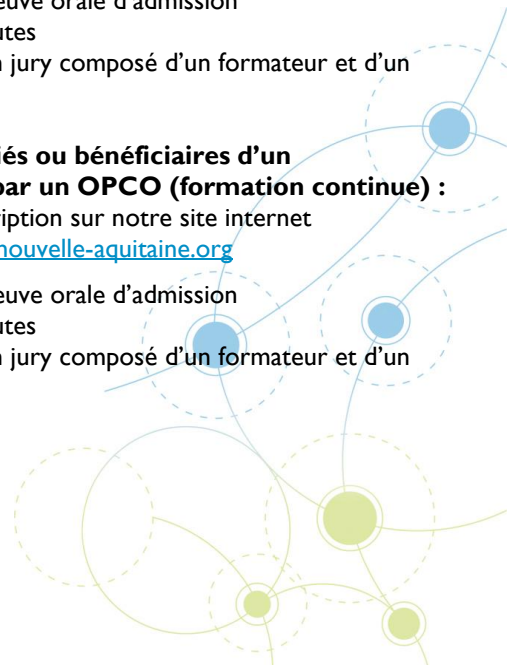 euve orale d'admission
utes
n jury composé d'un formateur et d'un
iés ou bénéficiaires d'un
par un OPCO (formation continue) :
ription sur notre site internet
nouvelle-aquitaine.org
euve orale d'admission
utes
n jury composé d'un formateur et d'un